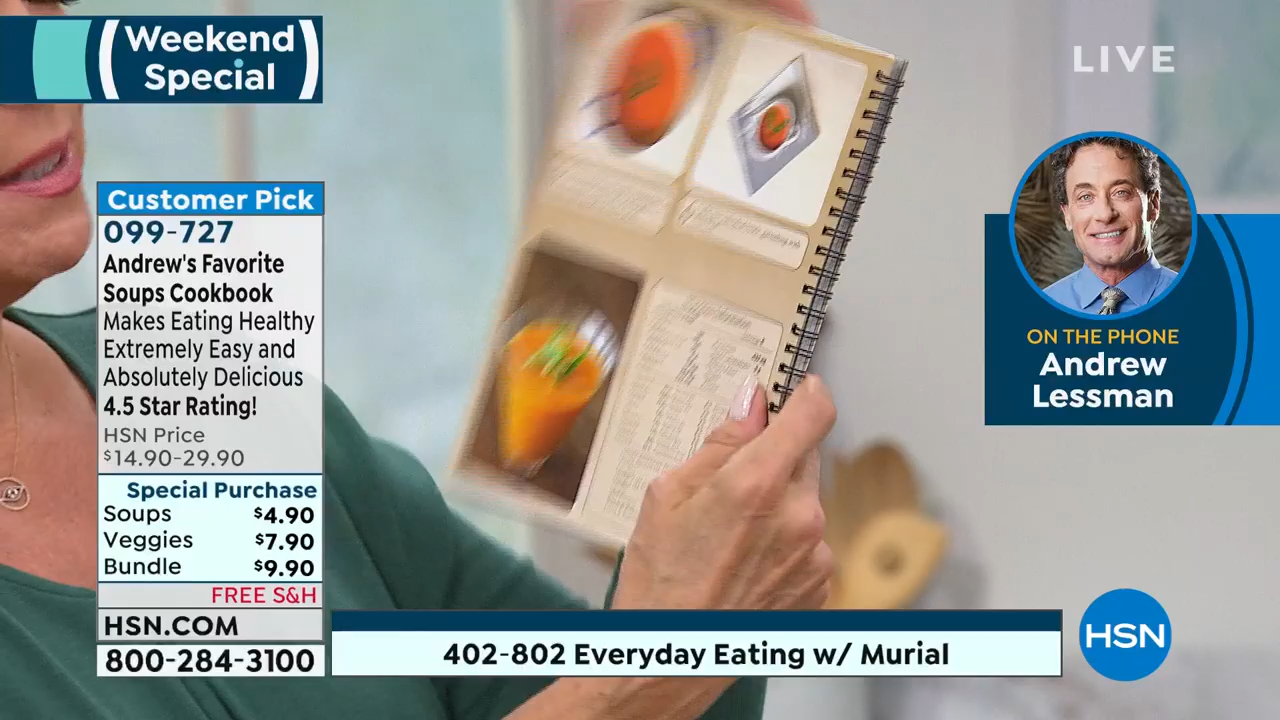 (Weekend
Special)
LIVE
Customer Pick
099-727
Andrew's Favorite
Soups Cookbook
Makes Eating Healthy
Extremely Easy and
Absolutely Delicious
4.5 Star Rating!
HSN Price
$14.90-29.90
Special Purchase
Soups $4.90
Veggies $7.90
Bundle $9.90
FREE S&H
HSN.COM
800-284-3100
ON THE PHONE
Andrew
Lessman
402-802 Everyday Eating w/ Murial
HSN